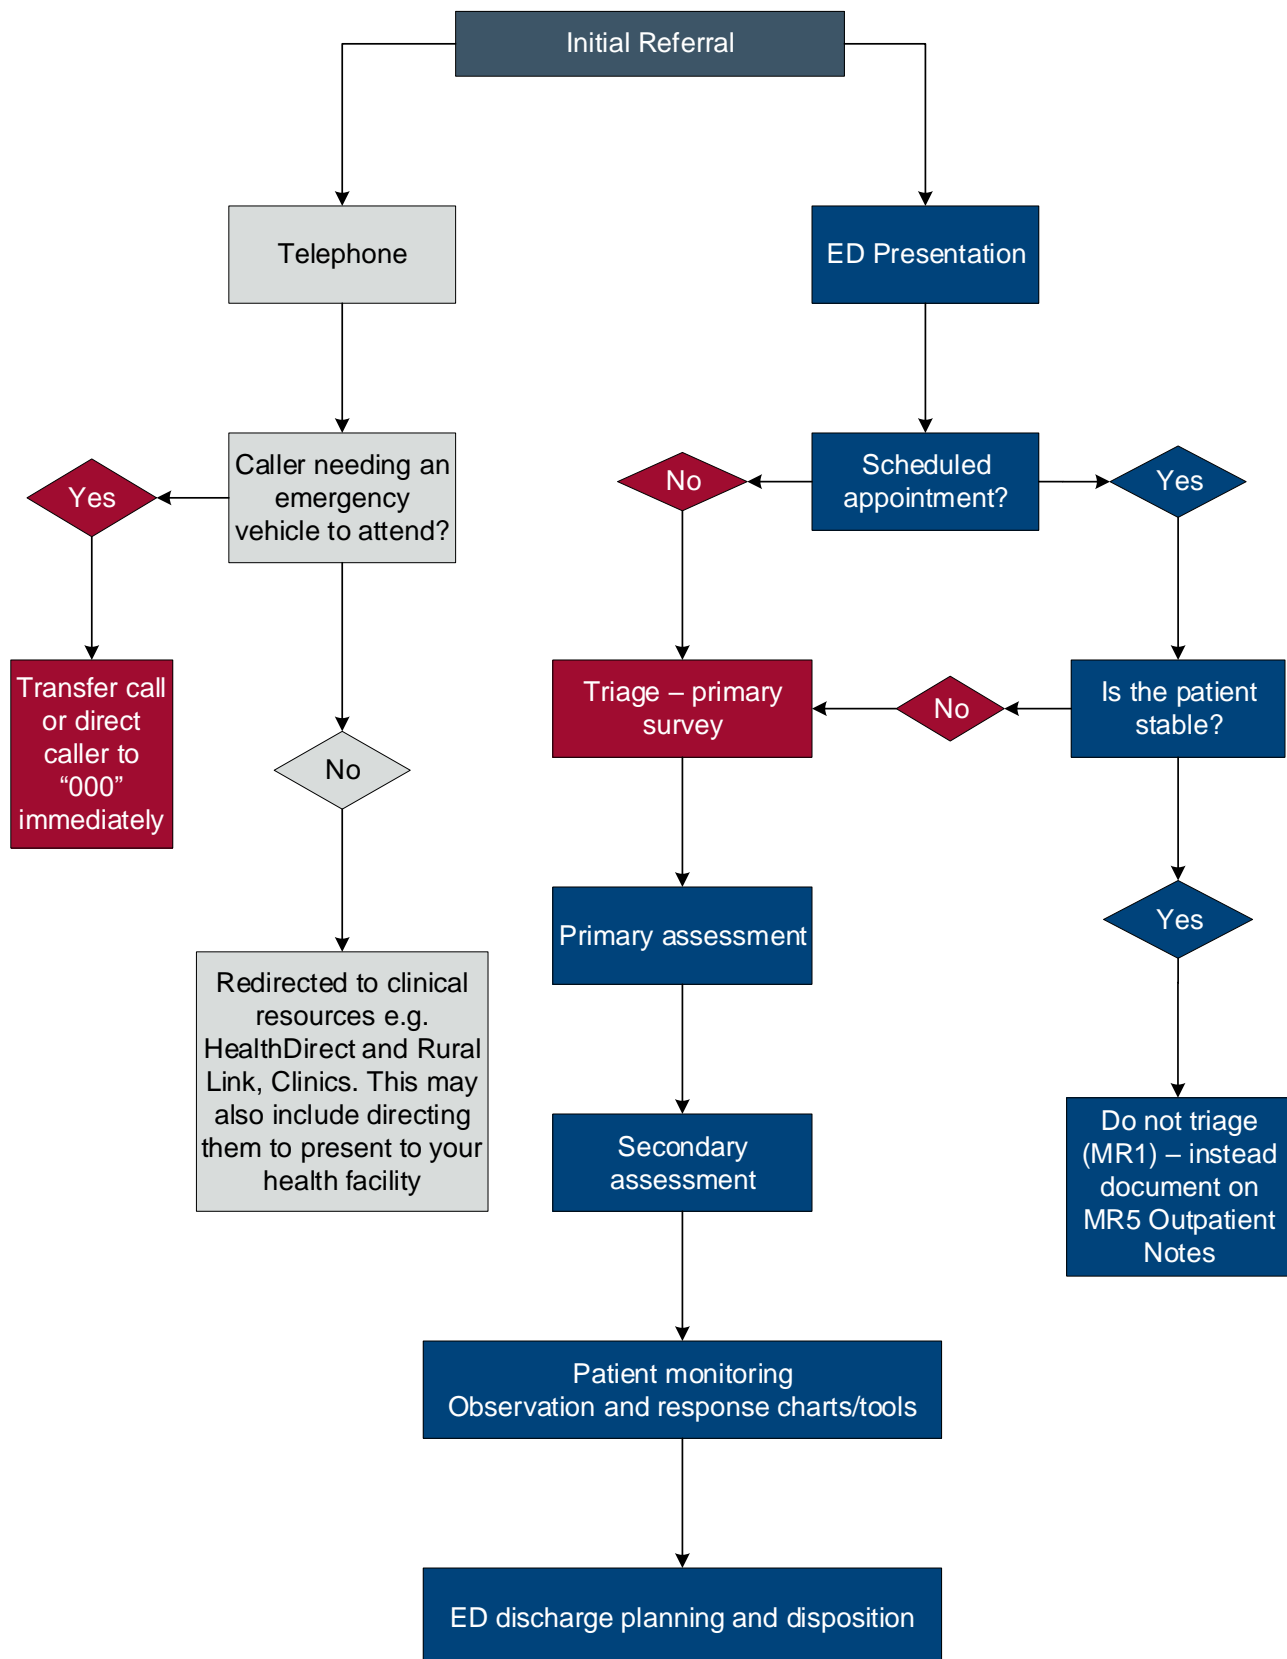 Initial Referral
Telephone
ED Presentation
Caller needing an
emergency
vehicle to attend?
Yes
No
Scheduled
appointment?
Yes
Transfer call
or direct
caller to
“000”
immediately
No
Triage – primary
survey
No
Is the patient
stable?
Primary assessment
Yes
Redirected to clinical
resources e.g.
HealthDirect and Rural
Link, Clinics. This may
also include directing
them to present to your
health facility
Secondary
assessment
Do not triage
(MR1) – instead
document on
MR5 Outpatient
Notes
Patient monitoring
Observation and response charts/tools
ED discharge planning and disposition